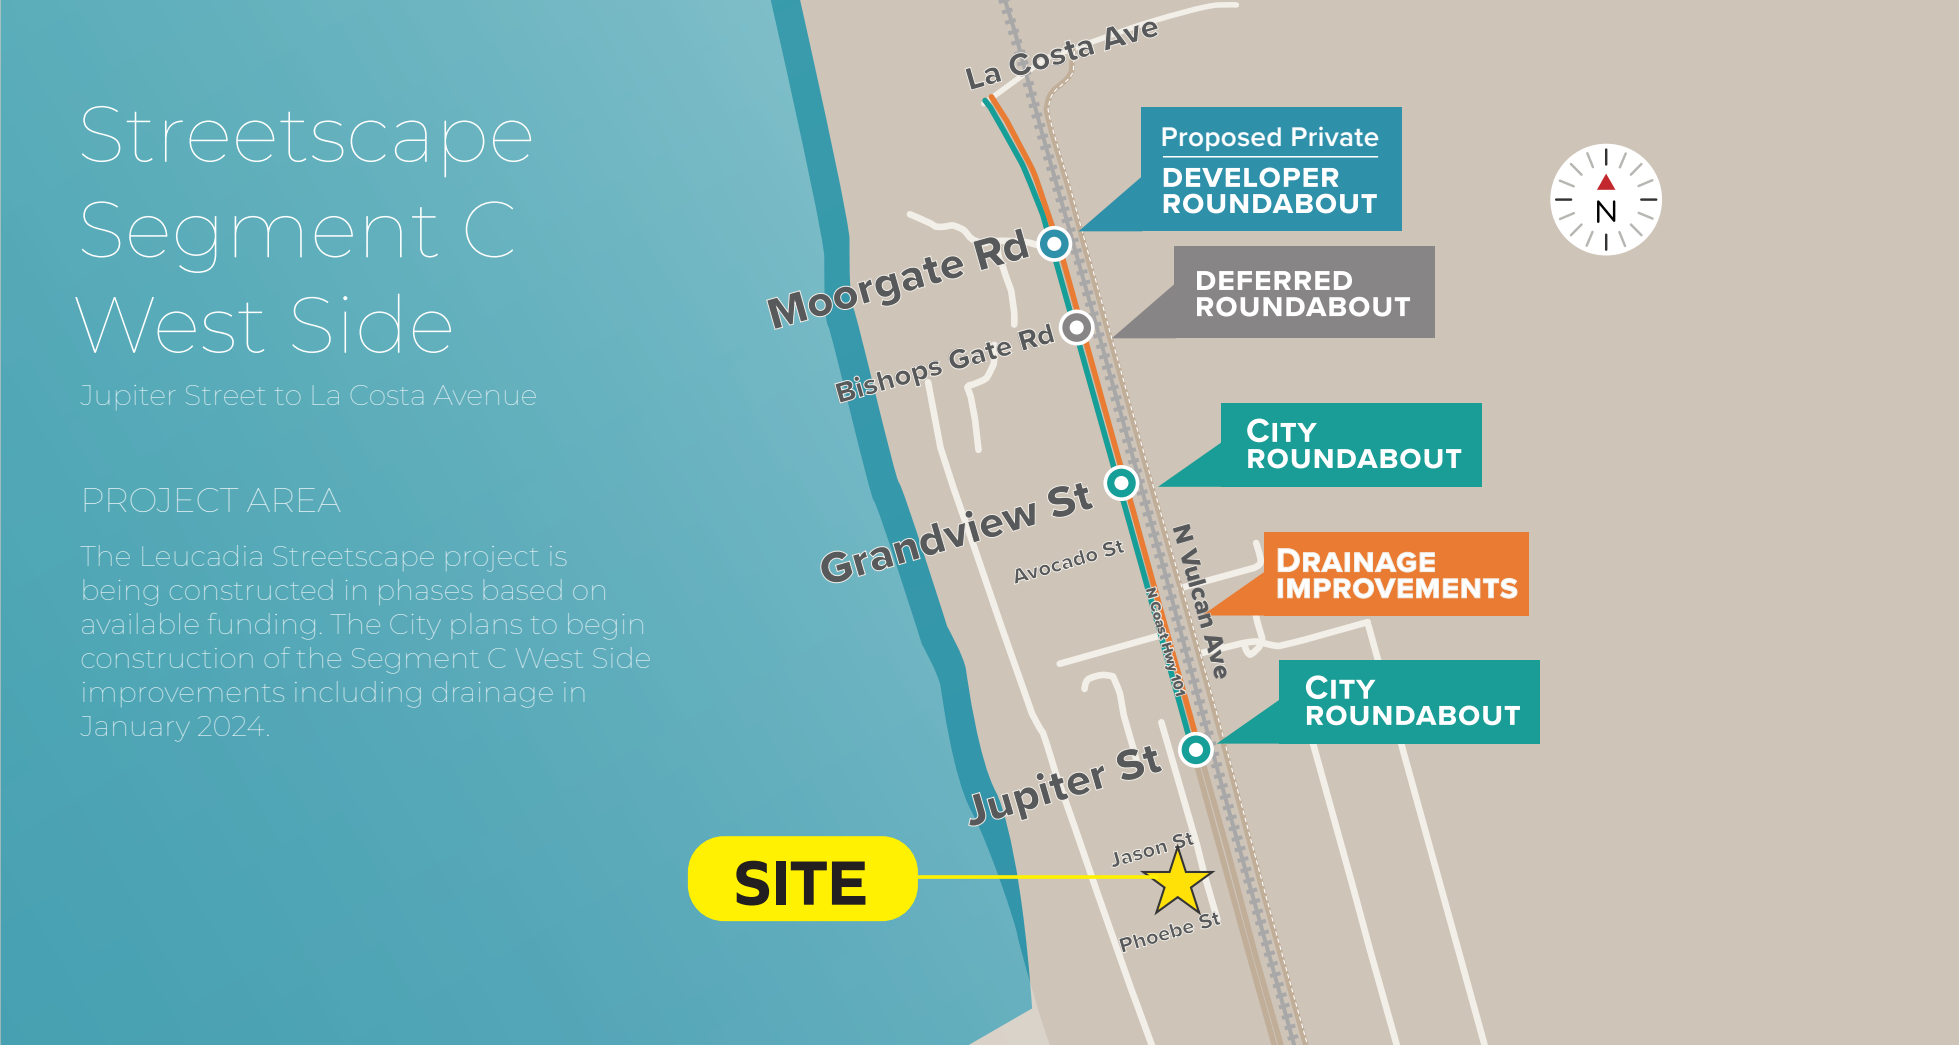 Streetscape
Segment C
West Side
Jupiter Street to La Costa Avenue
PROJECT AREA
The Leucadia Streetscape project is
being constructed in phases based on
available funding. The City plans to begin
construction of the Segment C West Side
improvements including drainage in
January 2024.
La Costa Ave
Proposed Private
DEVELOPER
ROUNDABOUT
N
Moorgate Rd
DEFERRED
ROUNDABOUT
Bishops Gate Rd
CITY
ROUNDABOUT
Grandview St
Avocado St
N Vulcan Ave
DRAINAGE
IMPROVEMENTS
N Coast Hwy 101
CITY
ROUNDABOUT
Jupiter St
Jason St
SITE
Phoebe St